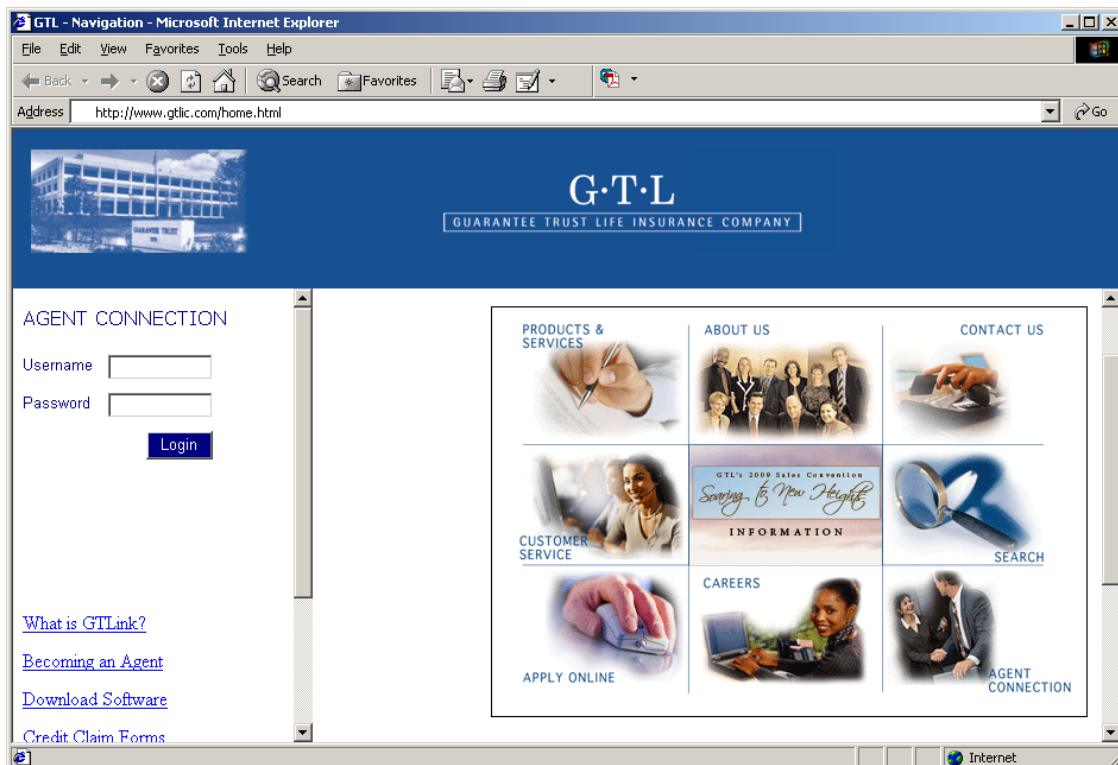 GTL - Navigation - Microsoft Internet Explorer
File Edit View Favorites Tools Help
Back Search Favorites
Address http://www.gtlic.com/home.html Go
GUARANTEE TRUST
G·T·L
GUARANTEE TRUST LIFE INSURANCE COMPANY
AGENT CONNECTION
Username
Password
Login
What is GTLink?
Becoming an Agent
Download Software
Credit Claim Forms
PRODUCTS &
SERVICES
ABOUT US
CONTACT US
CUSTOMER
SERVICE
GTL's 2009 Sales Convention
Soaring to New Heights
INFORMATION
SEARCH
APPLY ONLINE
CAREERS
AGENT
CONNECTION
Internet